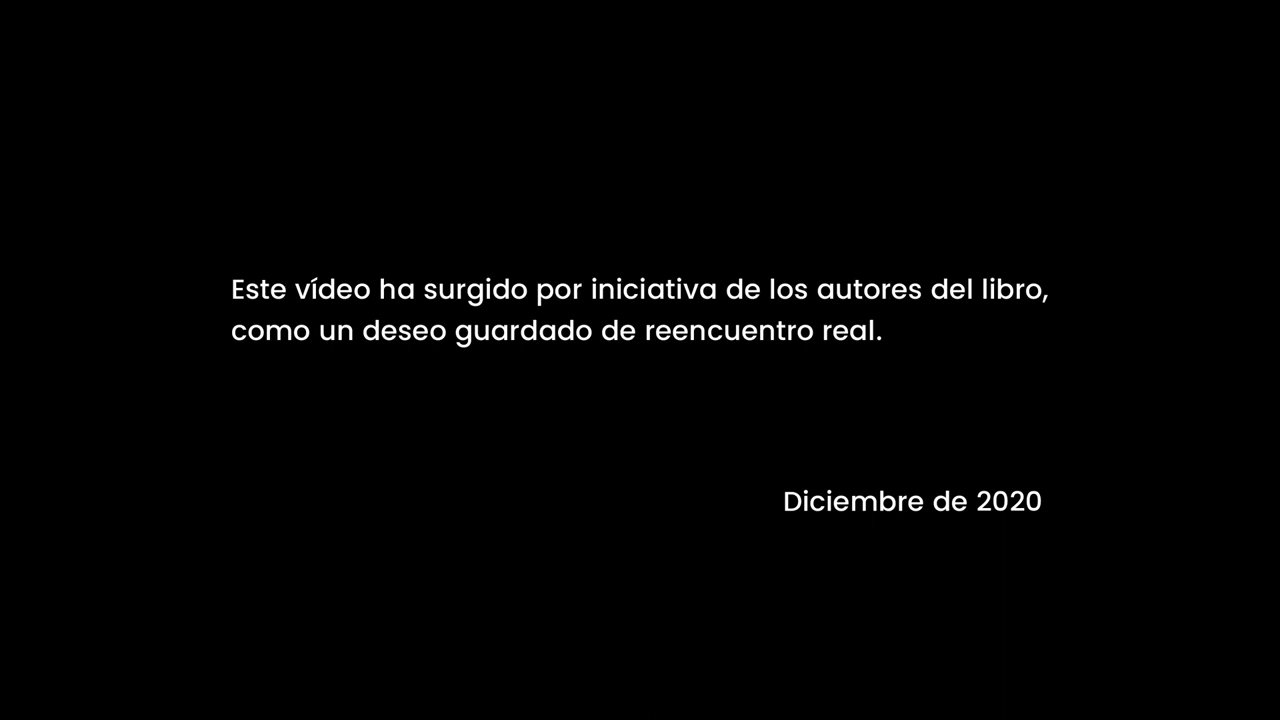 Este vídeo ha surgido por iniciativa de los autores del libro,
como un deseo guardado de reencuentro real.
Diciembre de 2020